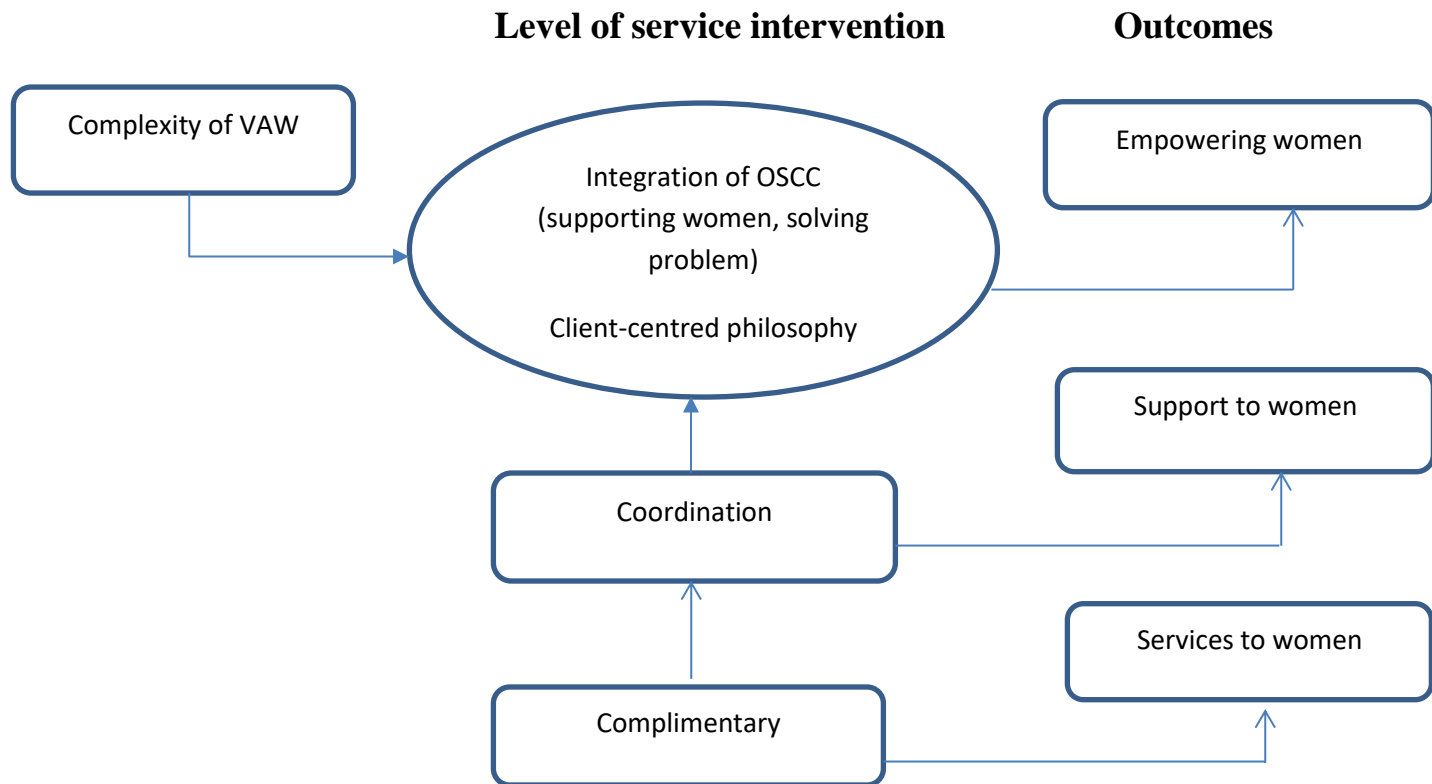 Level of service intervention
Outcomes
Complexity of VAW
Integration of OSCC
(supporting women, solving
problem)
Client-centred philosophy
Empowering women
Support to women
Coordination
Services to women
Complimentary